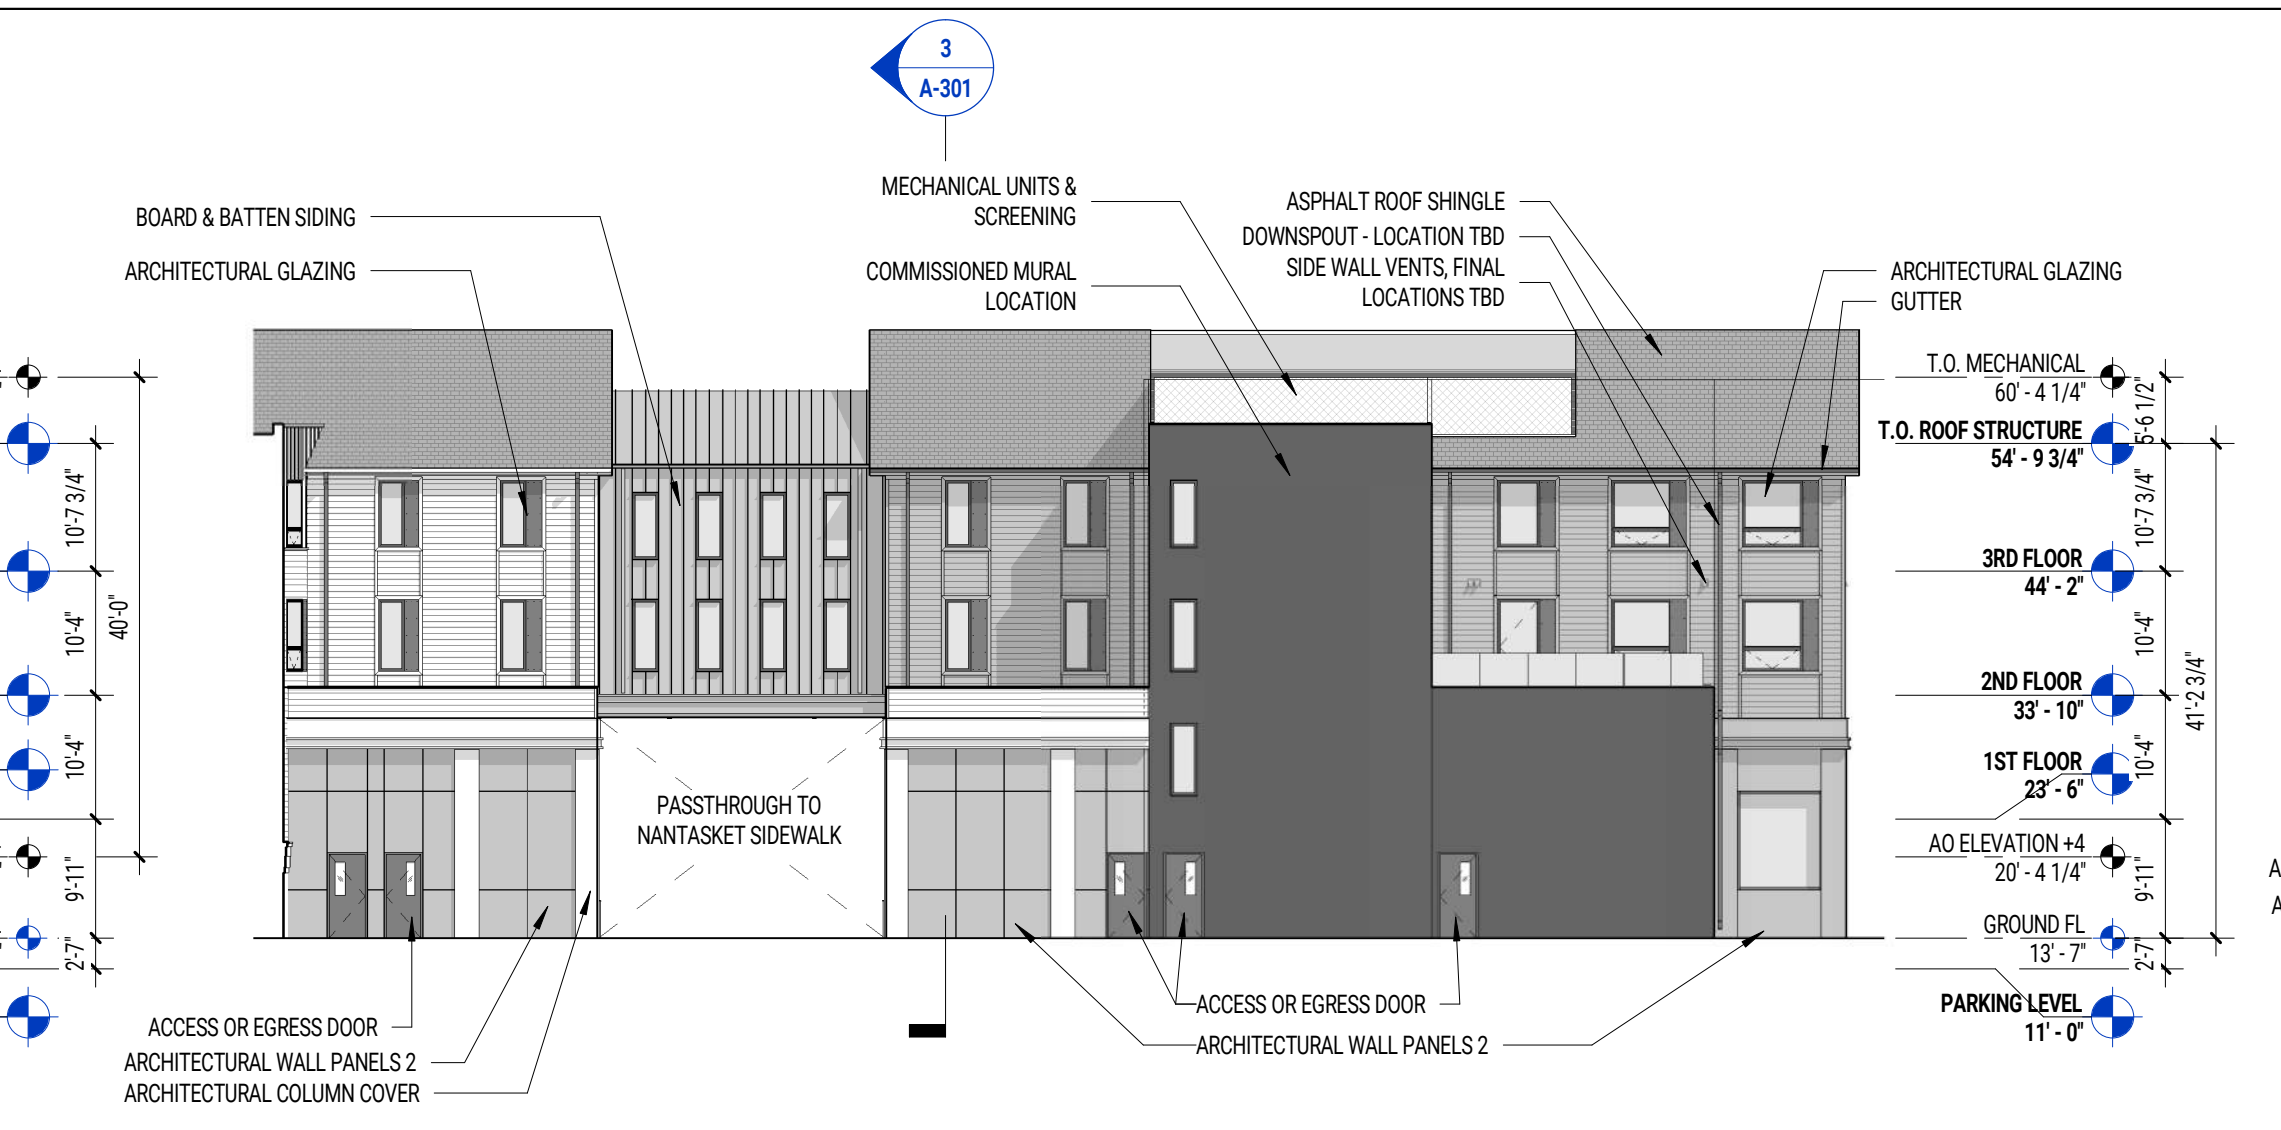 3
A-301
MECHANICAL UNITS &
SCREENING
BOARD & BATTEN SIDING
ARCHITECTURAL GLAZING
COMMISSIONED MURAL
LOCATION
ASPHALT ROOF SHINGLE
DOWNSPOUT - LOCATION TBD
SIDE WALL VENTS, FINAL
LOCATIONS TBD
ARCHITECTURAL GLAZING
GUTTER
T.O. MECHANICAL
60' - 4 1/4"
5'-6 1/2"
T.O. ROOF STRUCTURE
54' - 9 3/4"
10'-7 3/4"
10'-7 3/4"
3RD FLOOR
44' - 2"
40'-0"
10'-4"
10'-4"
2ND FLOOR
33' - 10"
41'-2 3/4"
10'-4"
10'-4"
1ST FLOOR
23' - 6"
PASSTHROUGH TO
NANTASKET SIDEWALK
AO ELEVATION +4
20' - 4 1/4"
9'-11"
9'-11"
GROUND FL
13' - 7"
2'-7"
2'-7"
PARKING LEVEL
11' - 0"
ACCESS OR EGRESS DOOR
ARCHITECTURAL WALL PANELS 2
ARCHITECTURAL COLUMN COVER
ACCESS OR EGRESS DOOR
ARCHITECTURAL WALL PANELS 2
A
A